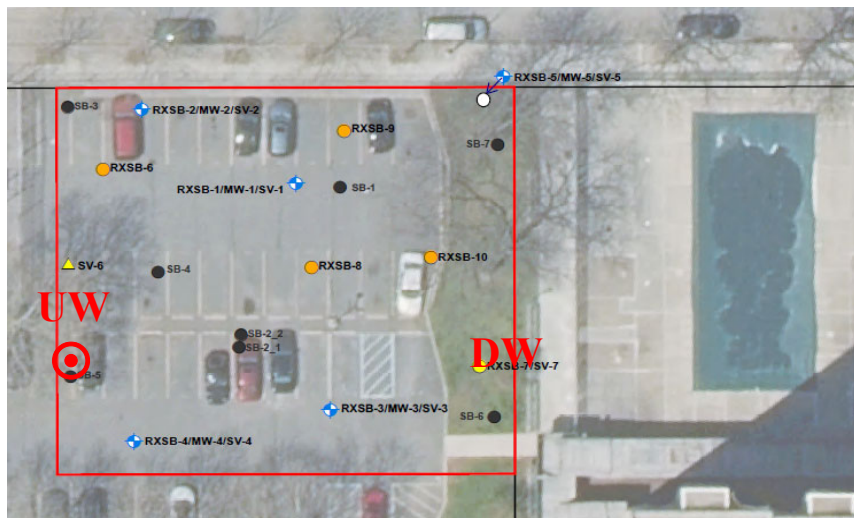 RXSB-5/MW-5/SV-5
SB-3
RXSB-2/MW-2/SV-2
RXSB-9
SB-7
RXSB-6
RXSB-1/MW-1/SV-1
SB-1
SV-6
SB-4
RXSB-8
RXSB-10
UW
SB-2_2
SB-2_1
DW
RXSB-7/SV-7
SB-5
RXSB-3/MW-3/SV-3
SB-6
RXSB-4/MW-4/SV-4